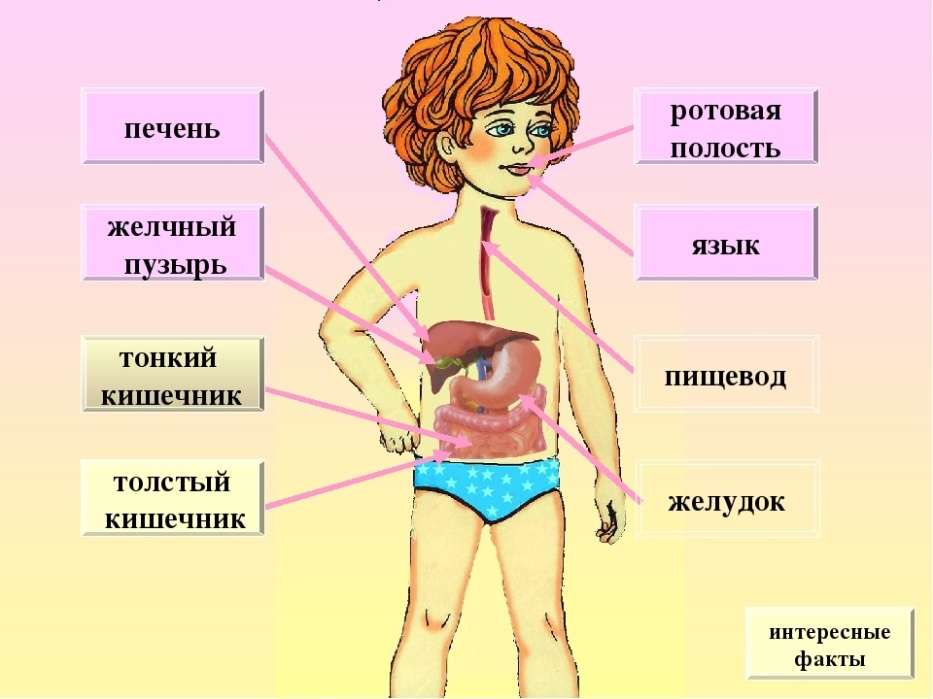 печень
желчный
пузырь
тонкий
кишечник
толстый
кишечник
ротовая
полость
язык
пищевод
желудок
интересные
факты